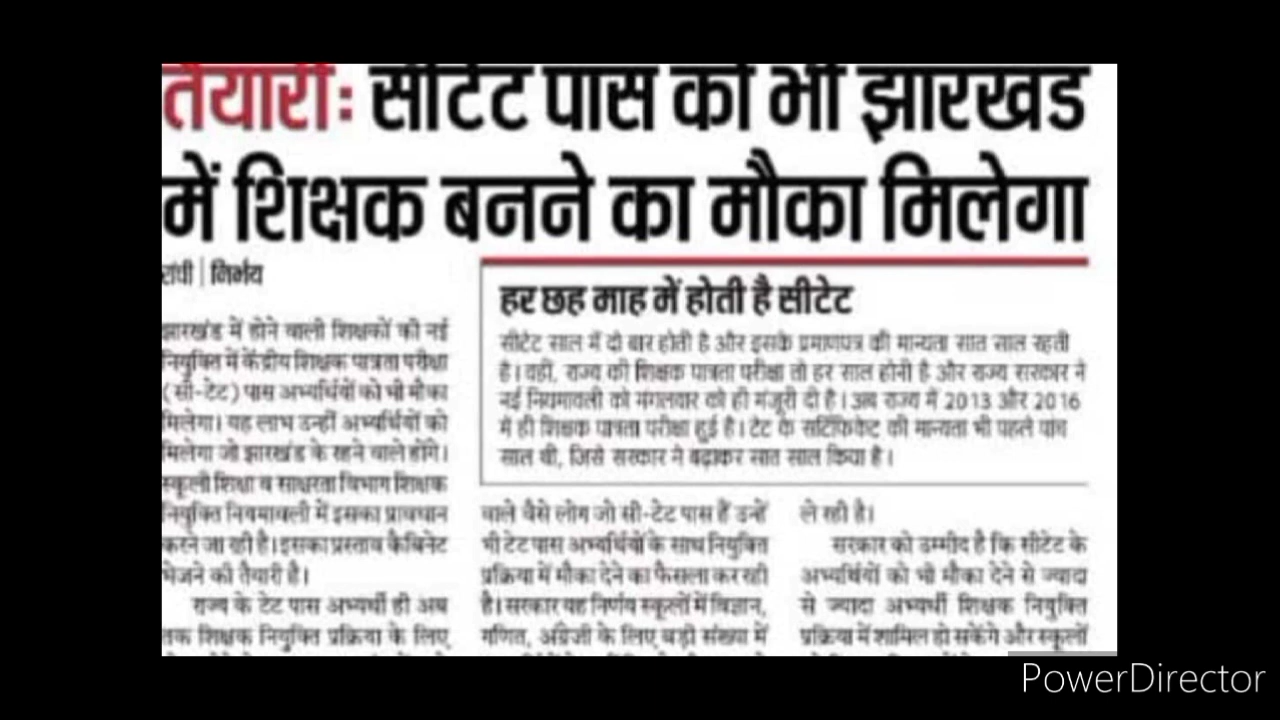 तैयारी: सीटेट पास को भी झारखंड
में शिक्षक बनने का मौका मिलेगा
रांची | निर्भय
झारखंड में होने वाली शिक्षकों की नई
नियुक्ति में केंद्रीय शिक्षक पात्रता परीक्षा
(सी-टेट) पास अभ्यर्थियों को भी मौका
मिलेगा। यह लाभ उन्हीं अभ्यर्थियों को
मिलेगा जो झारखंड के रहने वाले होंगे।
स्कूली शिक्षा व साक्षरता विभाग शिक्षक
नियुक्ति नियमावली में इसका प्रावधान
करने जा रही है। इसका प्रस्ताव कैबिनेट
भेजने की तैयारी है।
राज्य के टेट पास अभ्यर्थी ही अब
तक शिक्षक नियुक्ति प्रक्रिया के लिए
हर छह माह में होती है सीटेट
सीटेट साल में दो बार होती है और इसके प्रमाणपत्र की मान्यता सात साल रहती
है। वहीं, राज्य की शिक्षक पात्रता परीक्षा तो हर साल होनी है और राज्य सरकार ने
नई नियमावली को मंगलवार को ही मंजूरी दी है। अब राज्य में 2013 और 2016
में ही शिक्षक पात्रता परीक्षा हुई है। टेट के सर्टिफिकेट की मान्यता भी पहले पांच
साल थी, जिसे सरकार ने बढ़ाकर सात साल किया है।
वाले वैसे लोग जो सी-टेट पास हैं उन्हें
भी टेट पास अभ्यर्थियों के साथ नियुक्ति
प्रक्रिया में मौका देने का फैसला कर रही
है। सरकार यह निर्णय स्कूलों में विज्ञान,
गणित, अंग्रेजी के लिए बड़ी संख्या में
ले रही है।
सरकार को उम्मीद है कि सीटेट के
अभ्यर्थियों को भी मौका देने से ज्यादा
से ज्यादा अभ्यर्थी शिक्षक नियुक्ति
प्रक्रिया में शामिल हो सकेंगे और स्कूलों
PowerDirector